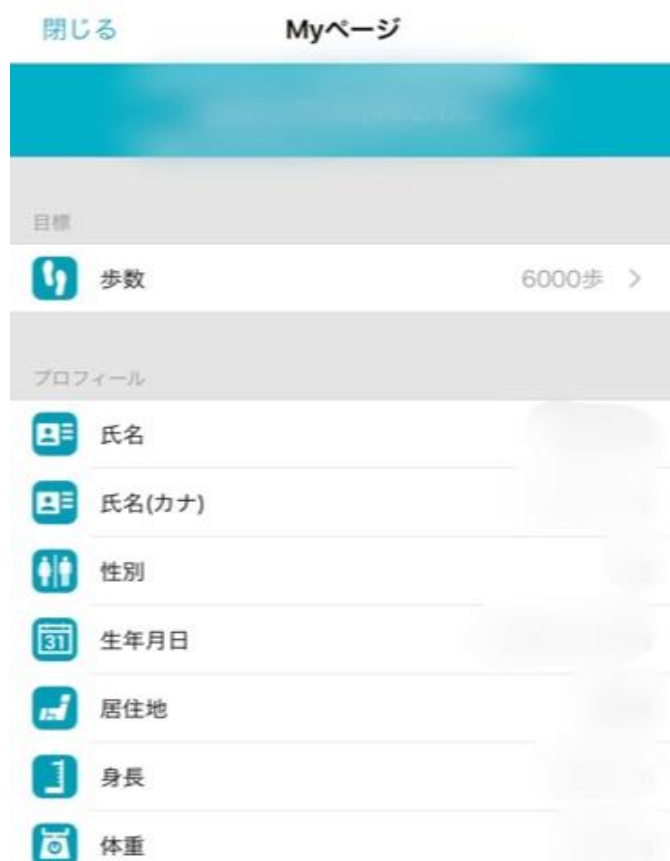 閉じる Myページ
目標
歩数 6000歩
プロフィール
氏名
氏名(カナ)
性別
31 生年月日
居住地
身長
体重